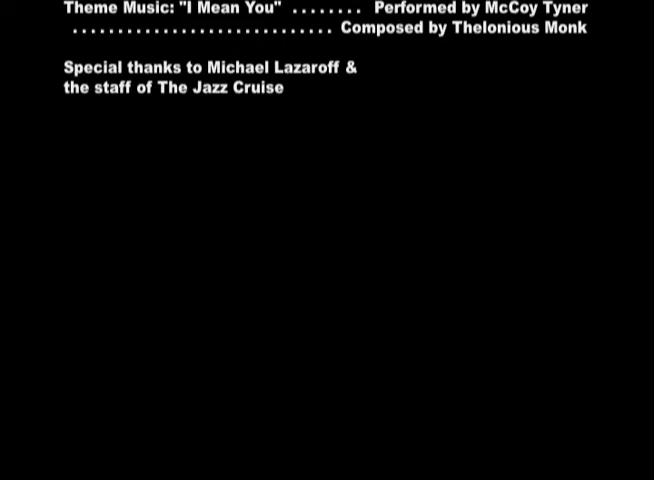 Theme Music: "I Mean You" ........ Performed by McCoy Tyner
............................. Composed by Thelonious Monk
Special thanks to Michael Lazaroff &
the staff of The Jazz Cruise